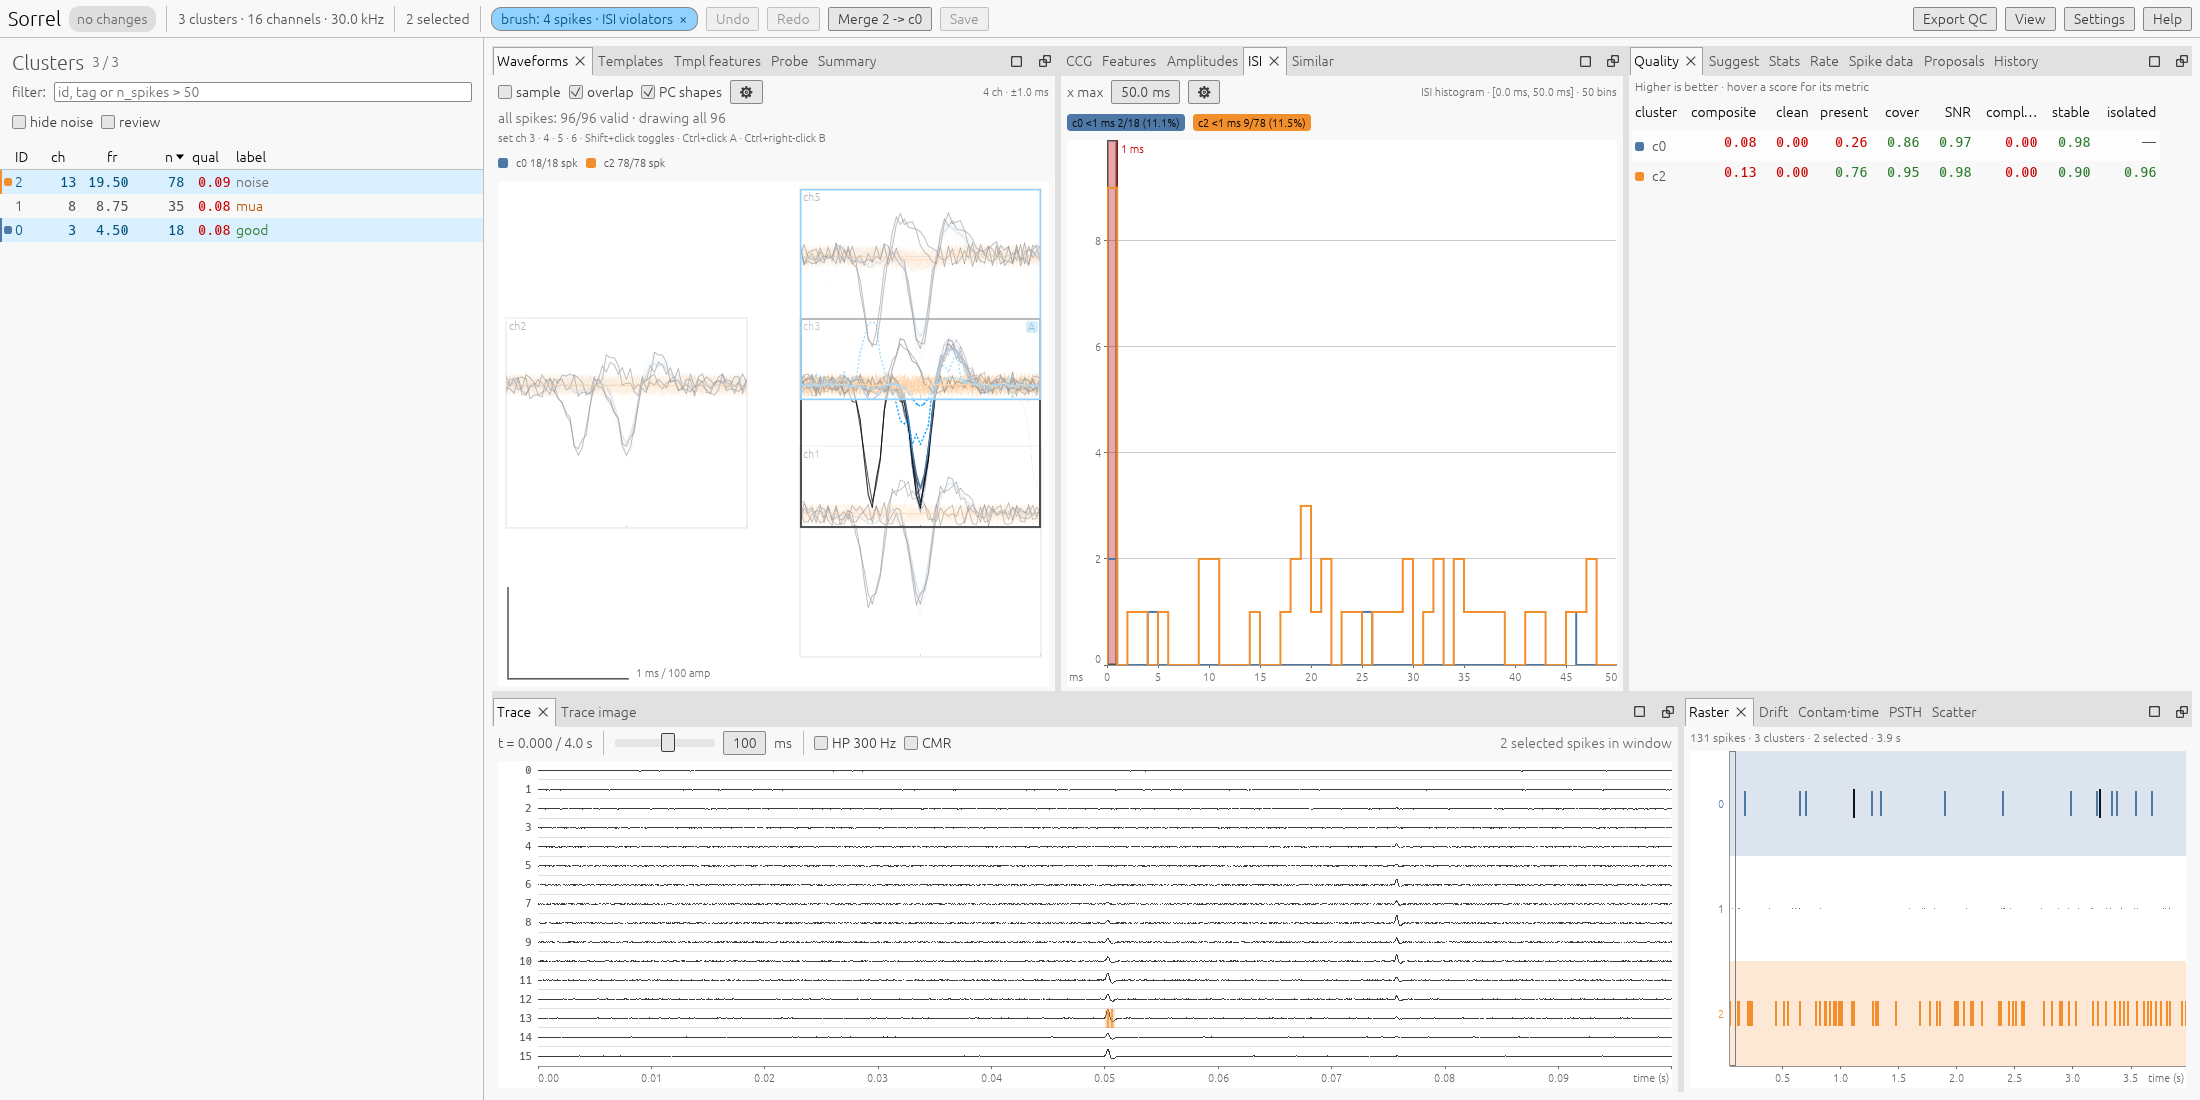 Sorrel no changes 3 clusters · 16 channels · 30.0 kHz 2 selected brush: 4 spikes · ISI violators × Undo Redo Merge 2 -> c0 Save Export QC View Settings Help
Clusters 3 / 3
filter: id, tag or n_spikes > 50
hide noise review
ID ch fr n qual label
2 13 19.50 78 0.09 noise
1 8 8.75 35 0.08 mua
0 3 4.50 18 0.08 good
Waveforms Templates Tmpl features Probe Summary
sample overlap PC shapes 4 ch · ±1.0 ms
all spikes: 96/96 valid · drawing all 96
set ch 3 · 4 · 5 · 6 · Shift+click toggles · Ctrl+click A · Ctrl+right-click B
c0 18/18 spk c2 78/78 spk
ch5
ch2
ch3 A
ch1
1 ms / 100 amp
CCG Features Amplitudes ISI Similar
x max 50.0 ms ISI histogram · [0.0 ms, 50.0 ms] · 50 bins
c0 <1 ms 2/18 (11.1%) c2 <1 ms 9/78 (11.5%)
1 ms
8
6
4
2
0
ms 0 5 10 15 20 25 30 35 40 45 50
Quality Suggest Stats Rate Spike data Proposals History
Higher is better · hover a score for its metric
cluster composite clean present cover SNR compl... stable isolated
c0 0.08 0.00 0.26 0.86 0.97 0.00 0.98 —
c2 0.13 0.00 0.76 0.95 0.98 0.00 0.90 0.96
Trace Trace image
t = 0.000 / 4.0 s 100 ms HP 300 Hz CMR 2 selected spikes in window
0
1
2
3
4
5
6
7
8
9
10
11
12
13
14
15
0.00 0.01 0.02 0.03 0.04 0.05 0.06 0.07 0.08 0.09 time (s)
Raster Drift Contam·time PSTH Scatter
131 spikes · 3 clusters · 2 selected · 3.9 s
0
1
2
0.5 1.0 1.5 2.0 2.5 3.0 3.5 time (s)